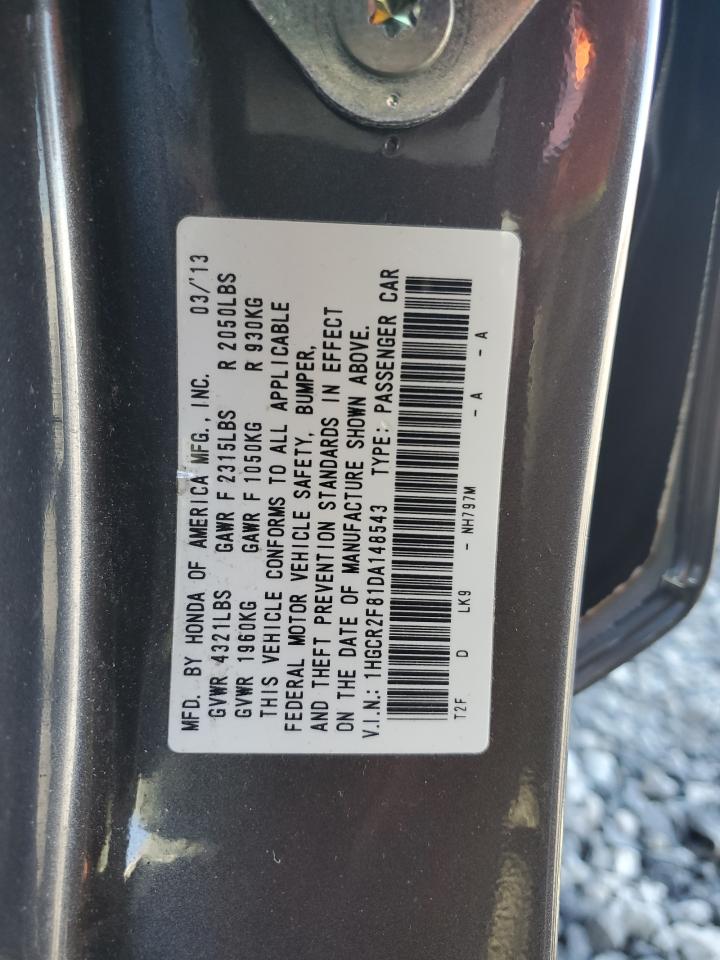 MFD. BY HONDA OF AMERICA MFG., INC. 03/'13
GVWR 4321LBS GAWR F 2315LBS R 2050LBS
GVWR 1960KG GAWR F 1050KG R 930KG
THIS VEHICLE CONFORMS TO ALL APPLICABLE
FEDERAL MOTOR VEHICLE SAFETY, BUMPER,
AND THEFT PREVENTION STANDARDS IN EFFECT
ON THE DATE OF MANUFACTURE SHOWN ABOVE.
V.I.N.: 1HGCR2F81DA148543 TYPE: PASSENGER CAR
T2F D LK9 - NH797M - A - A